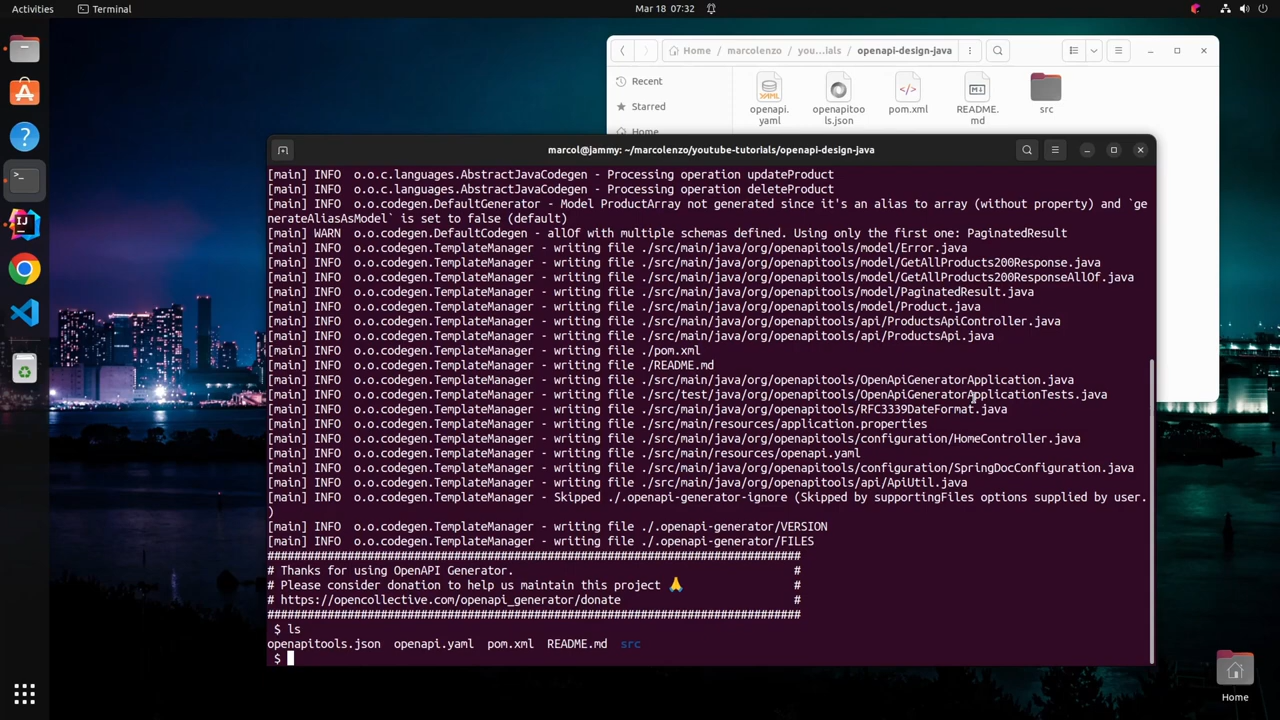 Activities
Terminal
Mar 18 07:32
Home / marcolenzo / you...ials / openapi-design-java
Recent
Starred
Home
openapi.
yaml
openapitoo
ls.json
pom.xml
README.
md
src
marcol@jammy: ~/marcolenzo/youtube-tutorials/openapi-design-java
[main] INFO  o.o.c.languages.AbstractJavaCodegen - Processing operation updateProduct
[main] INFO  o.o.c.languages.AbstractJavaCodegen - Processing operation deleteProduct
[main] INFO  o.o.codegen.DefaultGenerator - Model ProductArray not generated since it's an alias to array (without property) and `ge
nerateAliasAsModel` is set to false (default)
[main] WARN  o.o.codegen.DefaultCodegen - allOf with multiple schemas defined. Using only the first one: PaginatedResult
[main] INFO  o.o.codegen.TemplateManager - writing file ./src/main/java/org/openapitools/model/Error.java
[main] INFO  o.o.codegen.TemplateManager - writing file ./src/main/java/org/openapitools/model/GetAllProducts200Response.java
[main] INFO  o.o.codegen.TemplateManager - writing file ./src/main/java/org/openapitools/model/GetAllProducts200ResponseAllOf.java
[main] INFO  o.o.codegen.TemplateManager - writing file ./src/main/java/org/openapitools/model/PaginatedResult.java
[main] INFO  o.o.codegen.TemplateManager - writing file ./src/main/java/org/openapitools/model/Product.java
[main] INFO  o.o.codegen.TemplateManager - writing file ./src/main/java/org/openapitools/api/ProductsApiController.java
[main] INFO  o.o.codegen.TemplateManager - writing file ./src/main/java/org/openapitools/api/ProductsApi.java
[main] INFO  o.o.codegen.TemplateManager - writing file ./pom.xml
[main] INFO  o.o.codegen.TemplateManager - writing file ./README.md
[main] INFO  o.o.codegen.TemplateManager - writing file ./src/main/java/org/openapitools/OpenApiGeneratorApplication.java
[main] INFO  o.o.codegen.TemplateManager - writing file ./src/test/java/org/openapitools/OpenApiGeneratorApplicationTests.java
[main] INFO  o.o.codegen.TemplateManager - writing file ./src/main/java/org/openapitools/RFC3339DateFormat.java
[main] INFO  o.o.codegen.TemplateManager - writing file ./src/main/resources/application.properties
[main] INFO  o.o.codegen.TemplateManager - writing file ./src/main/java/org/openapitools/configuration/HomeController.java
[main] INFO  o.o.codegen.TemplateManager - writing file ./src/main/resources/openapi.yaml
[main] INFO  o.o.codegen.TemplateManager - writing file ./src/main/java/org/openapitools/configuration/SpringDocConfiguration.java
[main] INFO  o.o.codegen.TemplateManager - writing file ./src/main/java/org/openapitools/api/ApiUtil.java
[main] INFO  o.o.codegen.TemplateManager - Skipped ./.openapi-generator-ignore (Skipped by supportingFiles options supplied by user.
)
[main] INFO  o.o.codegen.TemplateManager - writing file ./.openapi-generator/VERSION
[main] INFO  o.o.codegen.TemplateManager - writing file ./.openapi-generator/FILES
################################################################################
# Thanks for using OpenAPI Generator.                                          #
# Please consider donation to help us maintain this project 🙏                 #
# https://opencollective.com/openapi_generator/donate                          #
################################################################################
$ ls
openapitools.json  openapi.yaml  pom.xml  README.md  src
$
Home